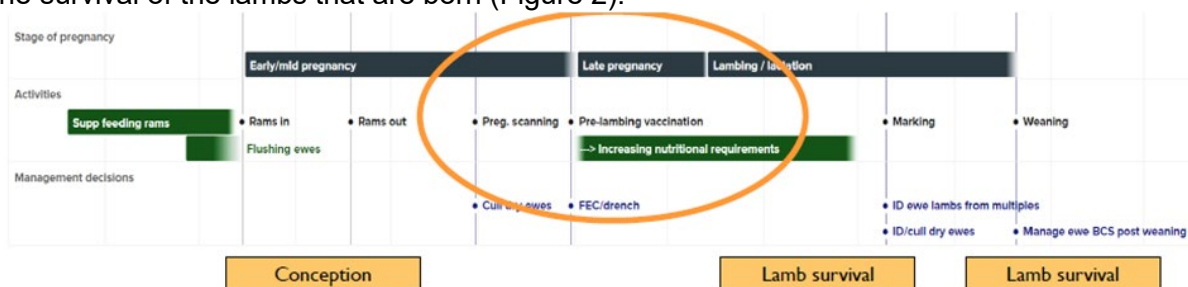 the survival of the lambs that are born (Figure 2).
Stage of pregnancy
Early/mid pregnancy
Late pregnancy
Lambing / lactation
Activities
Supp feeding rams
• Rams in
• Rams out
• Preg. scanning
• Pre-lambing vaccination
• Marking
• Weaning
Flushing ewes
—> Increasing nutritional requirements
Management decisions
• Cull dry ewes
• FEC/drench
• ID ewe lambs from multiples
• ID/cull dry ewes
• Manage ewe BCS post weaning
Conception
Lamb survival
Lamb survival